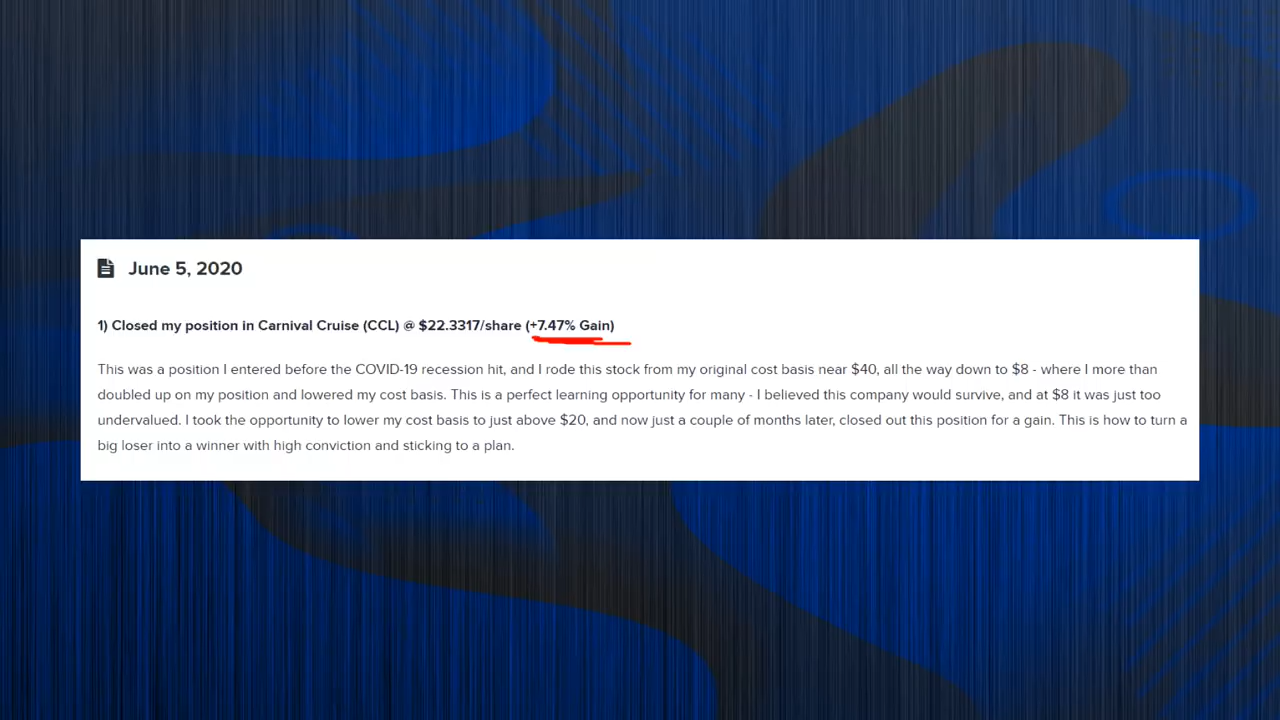 June 5, 2020
1) Closed my position in Carnival Cruise (CCL) @ $22.3317/share (+7.47% Gain)
This was a position I entered before the COVID-19 recession hit, and I rode this stock from my original cost basis near $40, all the way down to $8 - where I more than
doubled up on my position and lowered my cost basis. This is a perfect learning opportunity for many - I believed this company would survive, and at $8 it was just too
undervalued. I took the opportunity to lower my cost basis to just above $20, and now just a couple of months later, closed out this position for a gain. This is how to turn a
big loser into a winner with high conviction and sticking to a plan.